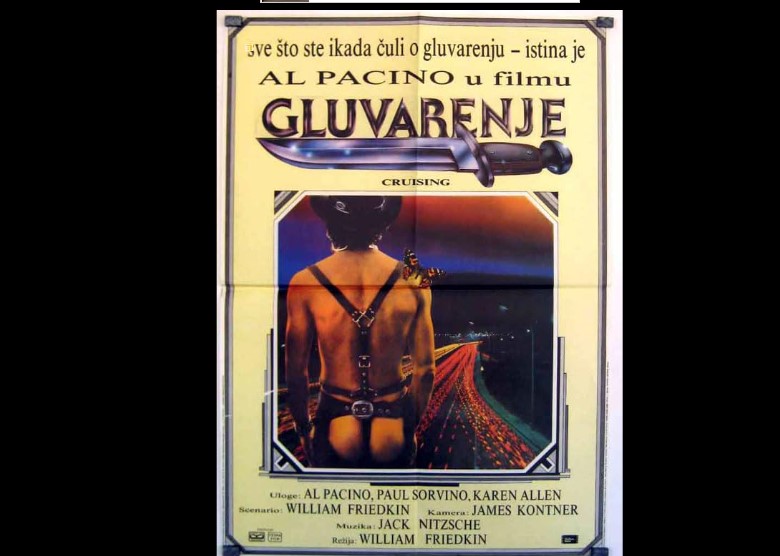 sve što ste ikada čuli o gluvarenju – istina je
AL PACINO u filmu
GLUVARENJE
CRUISING
Uloge: AL PACINO, PAUL SORVINO, KAREN ALLEN
Scenario: WILLIAM FRIEDKIN Kamera: JAMES KONTNER
Muzika: JACK NITZSCHE
Režija: WILLIAM FRIEDKIN